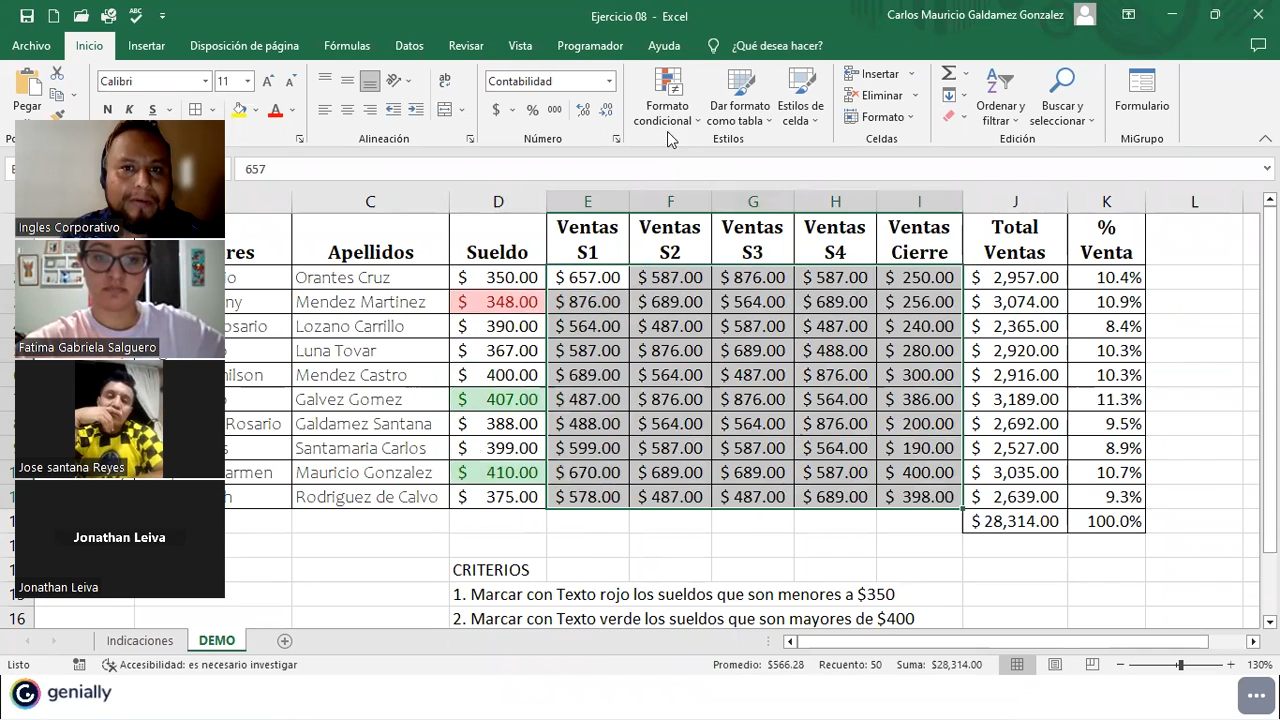 Ejercicio 08 - Excel
Carlos Mauricio Galdamez Gonzalez
Archivo Inicio Insertar Disposición de página Fórmulas Datos Revisar Vista Programador Ayuda ¿Qué desea hacer?
Pegar
Calibri 11
N K S
Alineación
Contabilidad
$ % 000
Número
Formato condicional
Dar formato como tabla
Estilos de celda
Estilos
Insertar
Eliminar
Formato
Celdas
Ordenar y filtrar
Buscar y seleccionar
Edición
Formulario
MiGrupo
657
C D E F G H I J K L
res Apellidos Sueldo Ventas S1 Ventas S2 Ventas S3 Ventas S4 Ventas Cierre Total Ventas % Venta
io Orantes Cruz $ 350.00 $ 657.00 $ 587.00 $ 876.00 $ 587.00 $ 250.00 $ 2,957.00 10.4%
ny Mendez Martinez $ 348.00 $ 876.00 $ 689.00 $ 564.00 $ 689.00 $ 256.00 $ 3,074.00 10.9%
osario Lozano Carrillo $ 390.00 $ 564.00 $ 487.00 $ 587.00 $ 487.00 $ 240.00 $ 2,365.00 8.4%
o Luna Tovar $ 367.00 $ 587.00 $ 876.00 $ 689.00 $ 488.00 $ 280.00 $ 2,920.00 10.3%
nilson Mendez Castro $ 400.00 $ 689.00 $ 564.00 $ 487.00 $ 876.00 $ 300.00 $ 2,916.00 10.3%
o Galvez Gomez $ 407.00 $ 487.00 $ 876.00 $ 876.00 $ 564.00 $ 386.00 $ 3,189.00 11.3%
Rosario Galdamez Santana $ 388.00 $ 488.00 $ 564.00 $ 564.00 $ 876.00 $ 200.00 $ 2,692.00 9.5%
s Santamaria Carlos $ 399.00 $ 599.00 $ 587.00 $ 587.00 $ 564.00 $ 190.00 $ 2,527.00 8.9%
armen Mauricio Gonzalez $ 410.00 $ 670.00 $ 689.00 $ 689.00 $ 587.00 $ 400.00 $ 3,035.00 10.7%
n Rodriguez de Calvo $ 375.00 $ 578.00 $ 487.00 $ 487.00 $ 689.00 $ 398.00 $ 2,639.00 9.3%
$ 28,314.00 100.0%
CRITERIOS
1. Marcar con Texto rojo los sueldos que son menores a $350
16 2. Marcar con Texto verde los sueldos que son mayores de $400
Ingles Corporativo
Fatima Gabriela Salguero
Jose santana Reyes
Jonathan Leiva
Jonathan Leiva
Indicaciones DEMO
Listo Accesibilidad: es necesario investigar Promedio: $566.28 Recuento: 50 Suma: $28,314.00 130%
genially